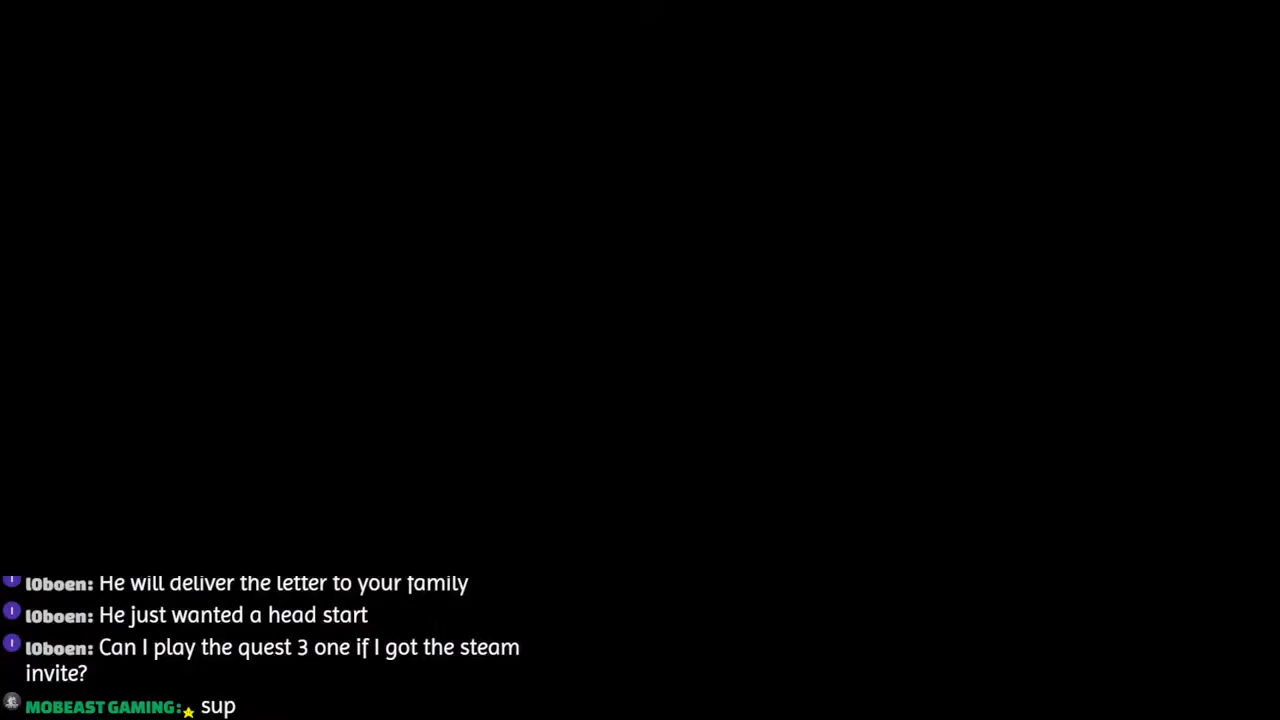 l0boen: He will deliver the letter to your family
l0boen: He just wanted a head start
l0boen: Can I play the quest 3 one if I got the steam
invite?
MOBEAST GAMING: sup